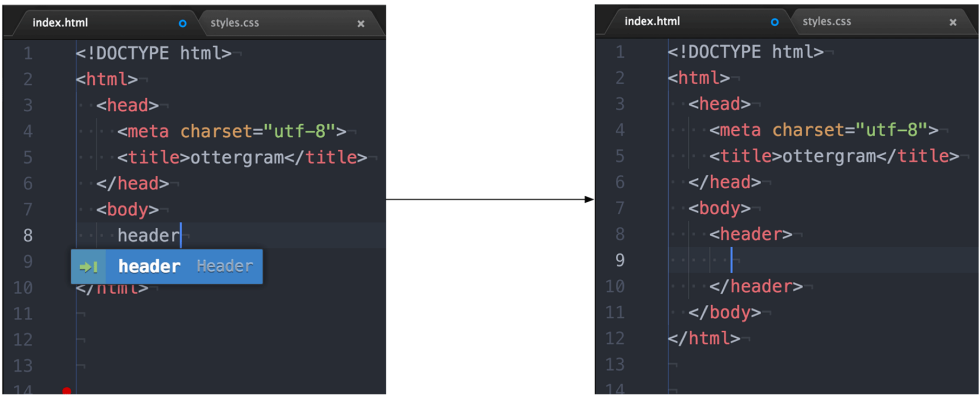 index.html styles.css ×
1 <!DOCTYPE html>¬
2 <html>¬
3 <head>¬
4 <meta charset="utf-8">¬
5 <title>ottergram</title>¬
6 </head>¬
7 <body>¬
8 header¬
9 header Header
10 </html>¬
11 ¬
12 ¬
13 ¬
14
index.html styles.css ×
1 <!DOCTYPE html>¬
2 <html>¬
3 <head>¬
4 <meta charset="utf-8">¬
5 <title>ottergram</title>¬
6 </head>¬
7 <body>¬
8 <header>¬
9 ¬
10 </header>¬
11 </body>¬
12 </html>¬
13 ¬
14 ¬